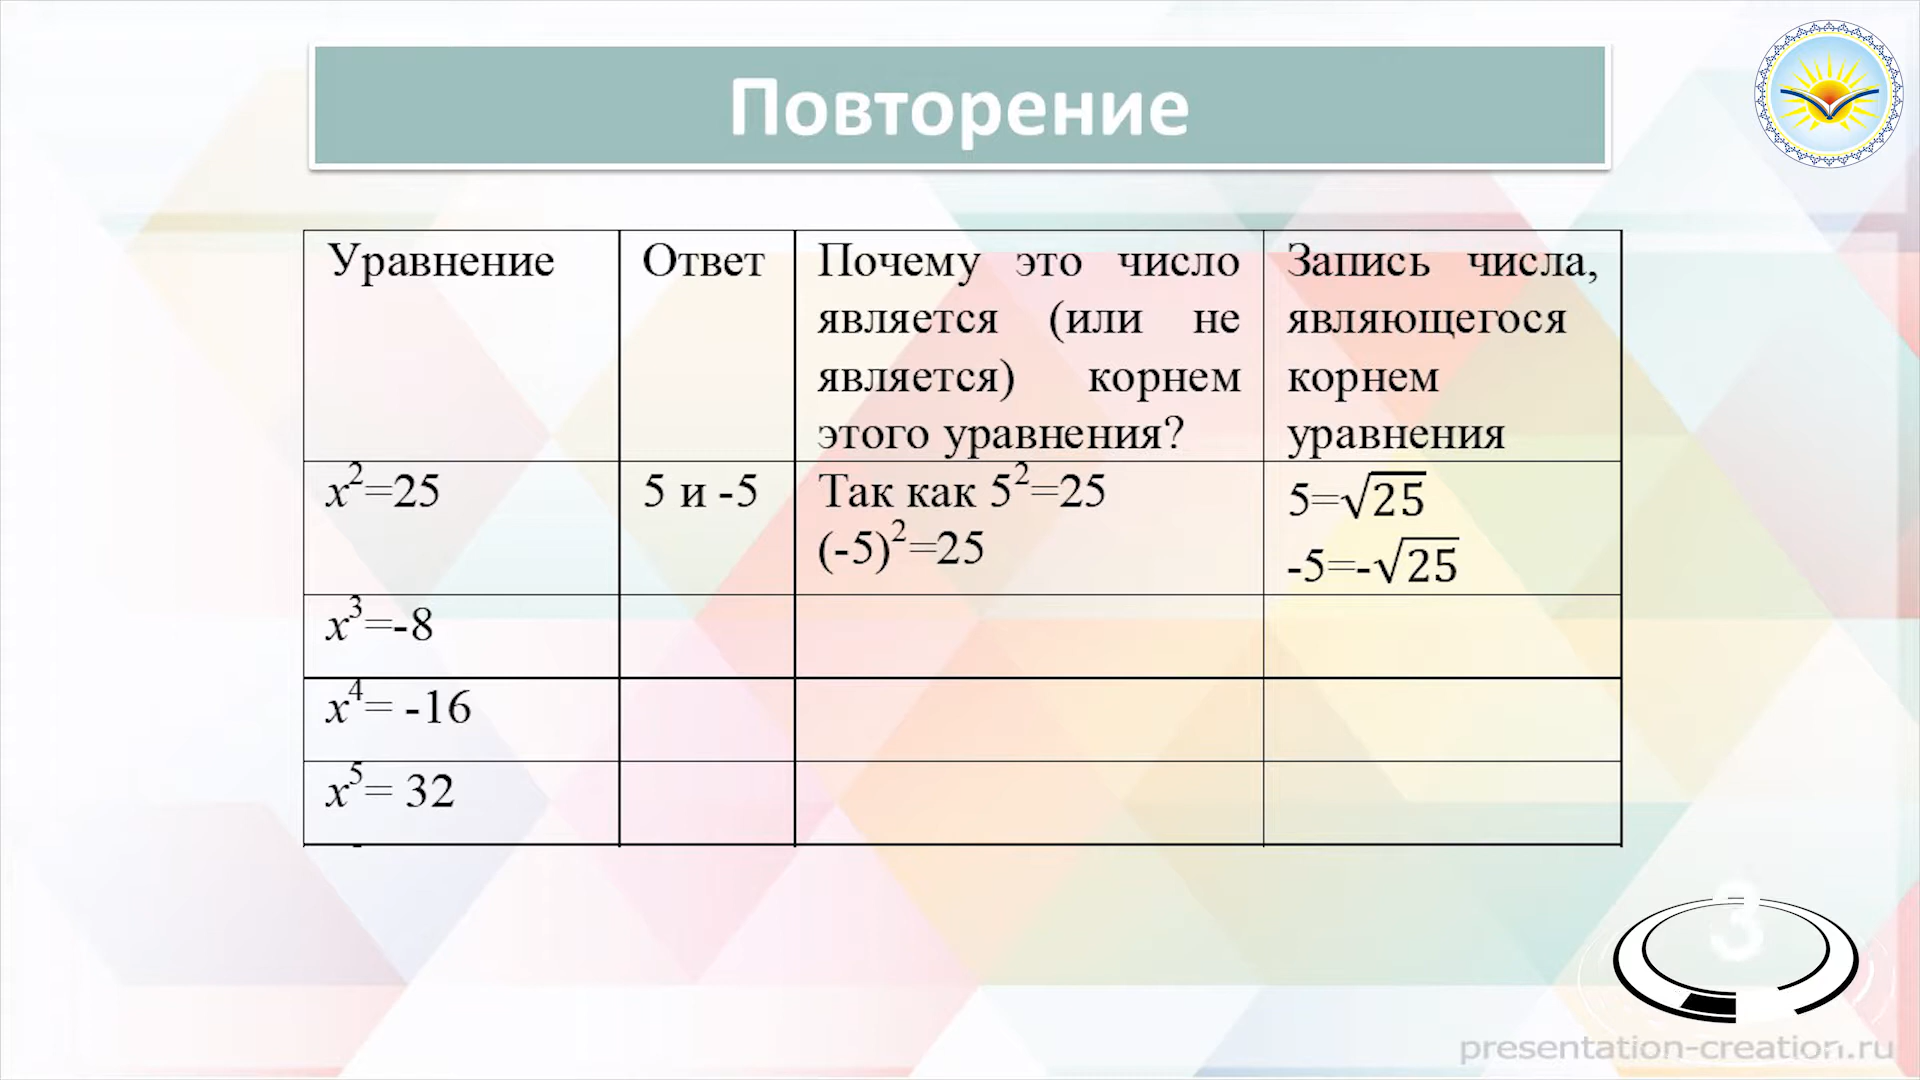 Повторение
Уравнение
Ответ
Почему это число
является (или не
является) корнем
этого уравнения?
Запись числа,
являющегося
корнем
уравнения
x²=25
5 и -5
Так как 5²=25
(-5)²=25
5=√25
-5=-√25
x³=-8
x⁴= -16
x⁵= 32
3
presentation-creation.ru